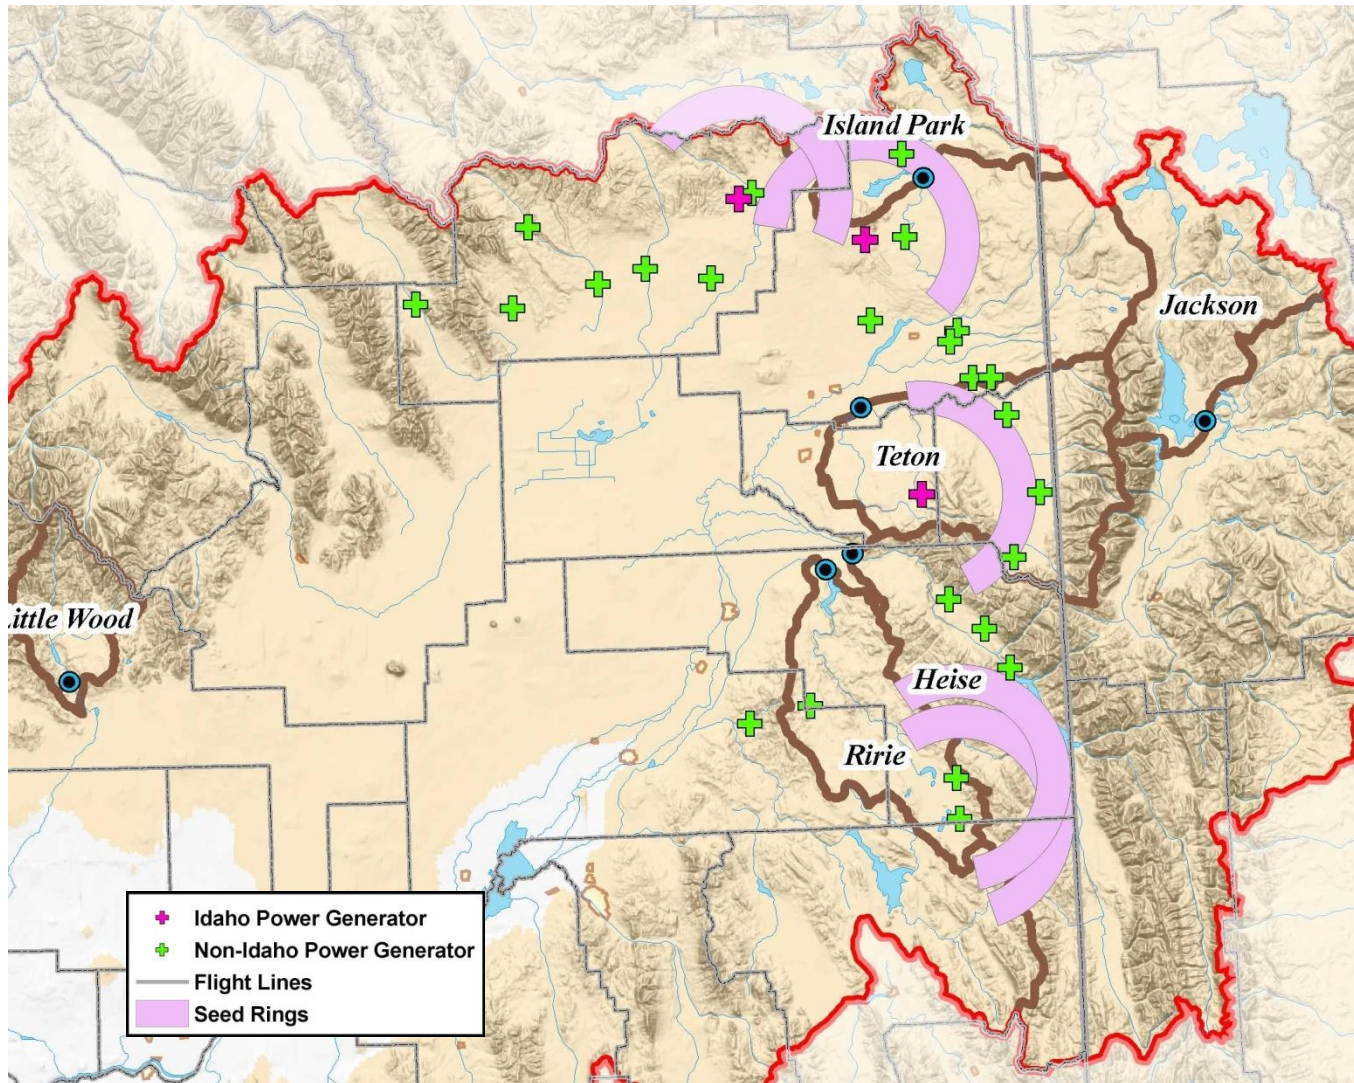 Island Park
Jackson
Teton
Little Wood
Heise
Ririe
Idaho Power Generator
Non-Idaho Power Generator
Flight Lines
Seed Rings